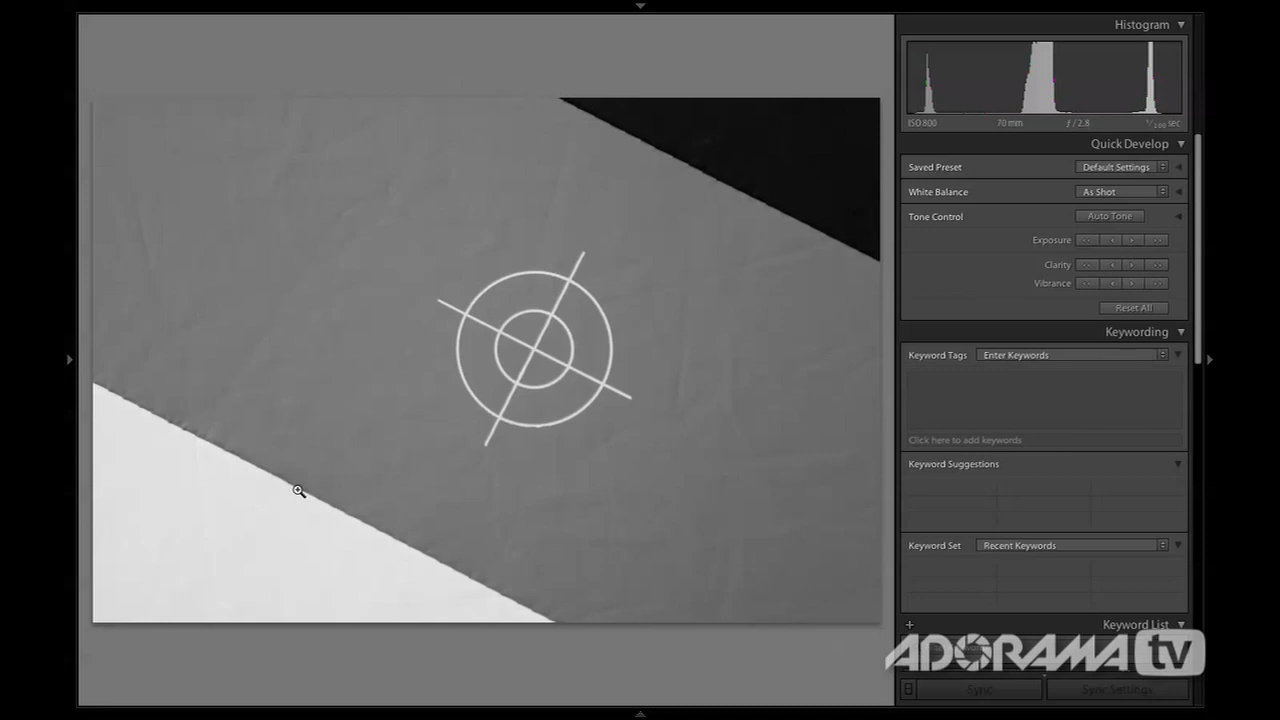 Histogram
ISO 800 70 mm ƒ / 2.8 1/100 sec
Quick Develop
Saved Preset Default Settings
White Balance As Shot
Tone Control Auto Tone
Exposure
Clarity
Vibrance
Reset All
Keywording
Keyword Tags Enter Keywords
Click here to add keywords
Keyword Suggestions
Keyword Set Recent Keywords
Keyword List
ADORAMA tv
Sync Sync Settings